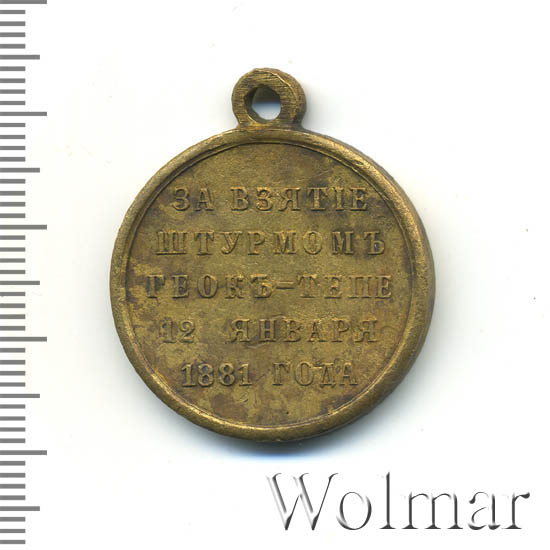 ЗА ВЗЯТІЕ
ШТУРМОМЪ
ГЕОКЪ-ТЕПЕ
12 ЯНВАРЯ
1881 ГОДА
Wolmar